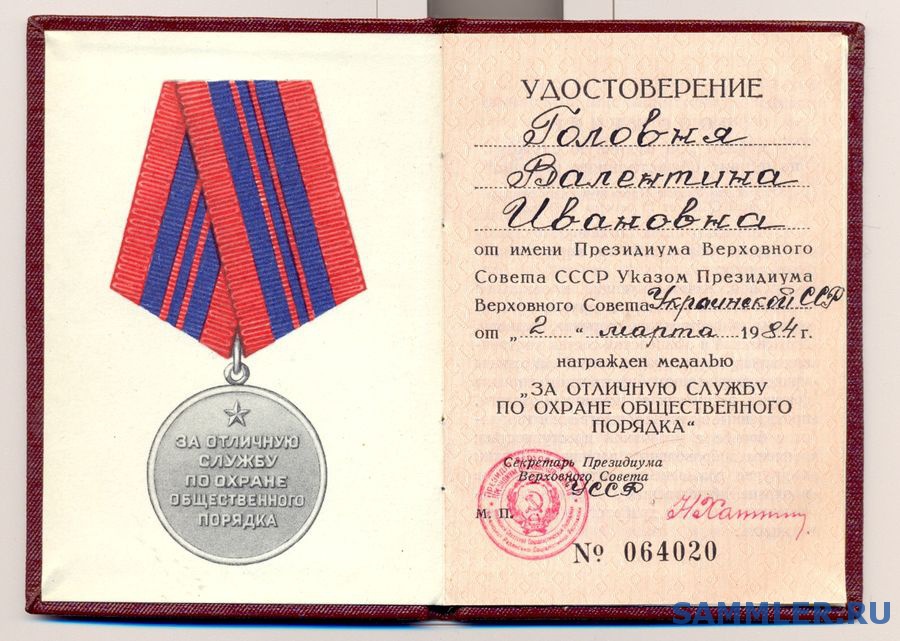 ЗА ОТЛИЧНУЮ
СЛУЖБУ
ПО ОХРАНЕ
ОБЩЕСТВЕННОГО
ПОРЯДКА
УДОСТОВЕРЕНИЕ
Головня
Валентина
Ивановна
от имени Президиума Верховного
Совета СССР Указом Президиума
Верховного Совета Украинской ССР
от „2“ марта 1984 г.
награжден медалью
„ЗА ОТЛИЧНУЮ СЛУЖБУ
ПО ОХРАНЕ ОБЩЕСТВЕННОГО
ПОРЯДКА“
Секретарь Президиума
Верховного Совета
УССР
М. П.
№ 064020
SAMMLER.RU